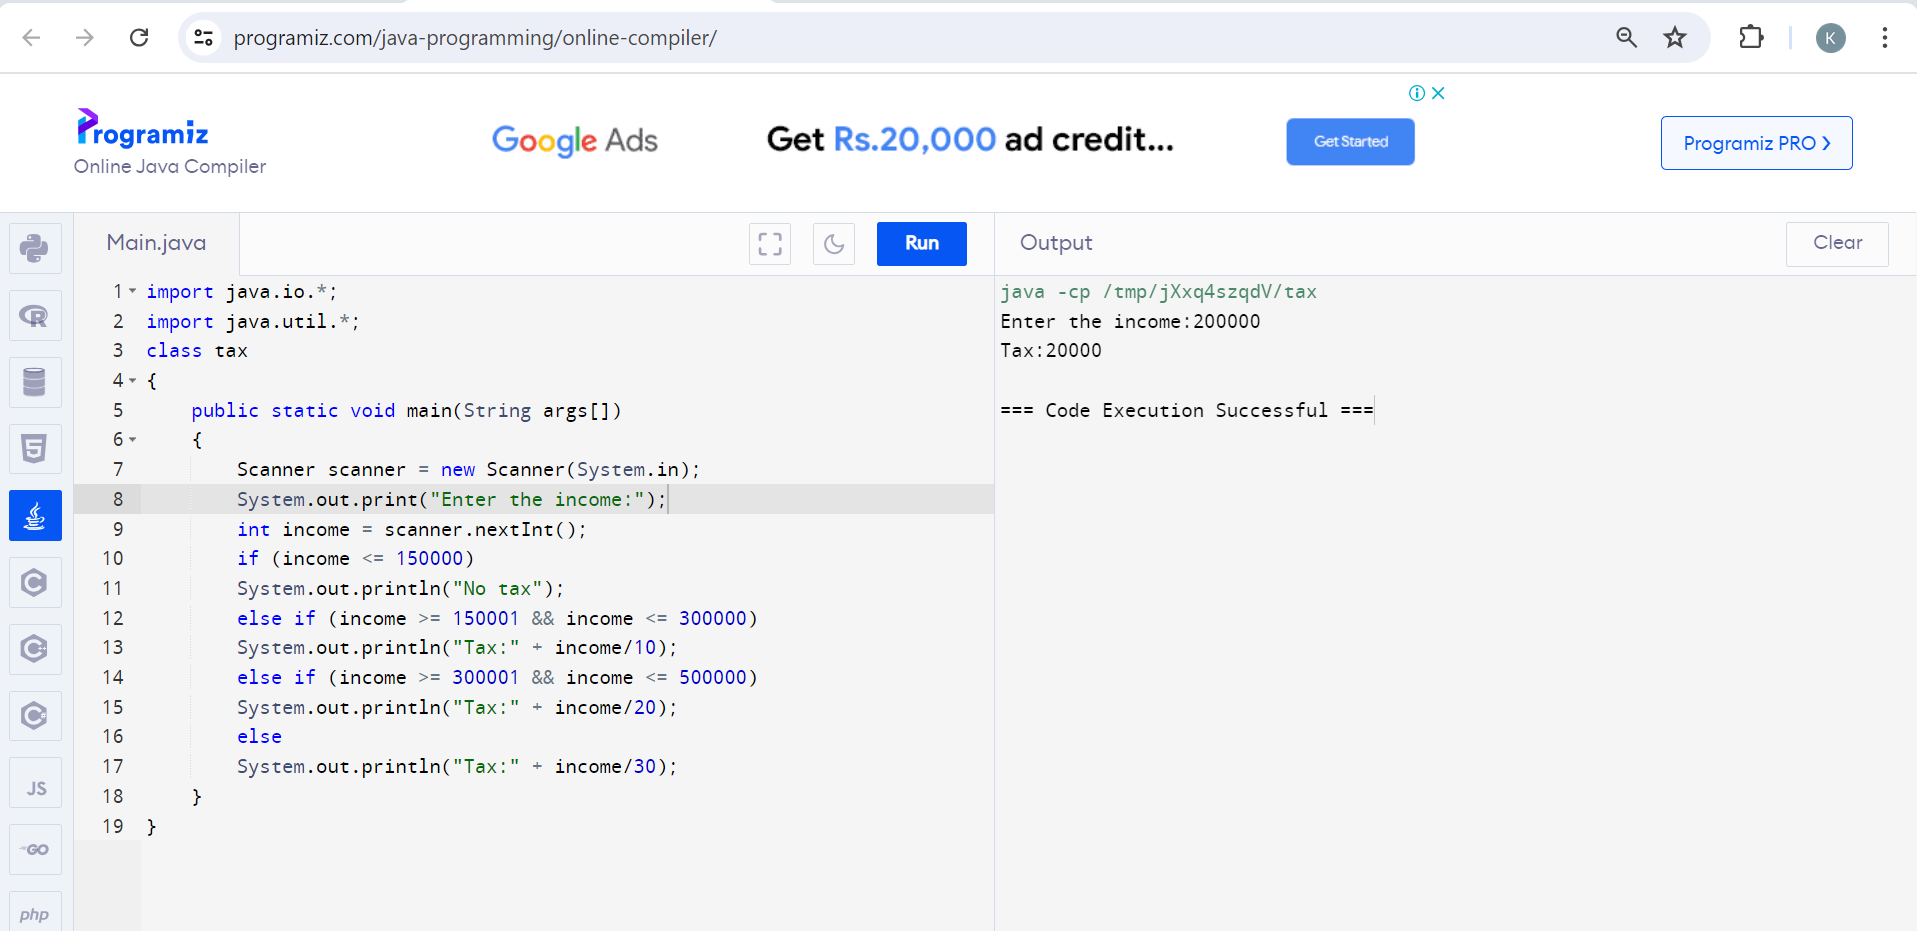 programiz.com/java-programming/online-compiler/
K
Programiz
Online Java Compiler
Google Ads
Get Rs.20,000 ad credit...
Get Started
Programiz PRO ❯
Main.java
Run
Output
Clear
1 import java.io.*;
2 import java.util.*;
3 class tax
4 {
5 public static void main(String args[])
6 {
7 Scanner scanner = new Scanner(System.in);
8 System.out.print("Enter the income:");
9 int income = scanner.nextInt();
10 if (income <= 150000)
11 System.out.println("No tax");
12 else if (income >= 150001 && income <= 300000)
13 System.out.println("Tax:" + income/10);
14 else if (income >= 300001 && income <= 500000)
15 System.out.println("Tax:" + income/20);
16 else
17 System.out.println("Tax:" + income/30);
18 }
19 }
java -cp /tmp/jXxq4szqdV/tax
Enter the income:200000
Tax:20000
=== Code Execution Successful ===
R
5
C
C++
C#
JS
GO
php